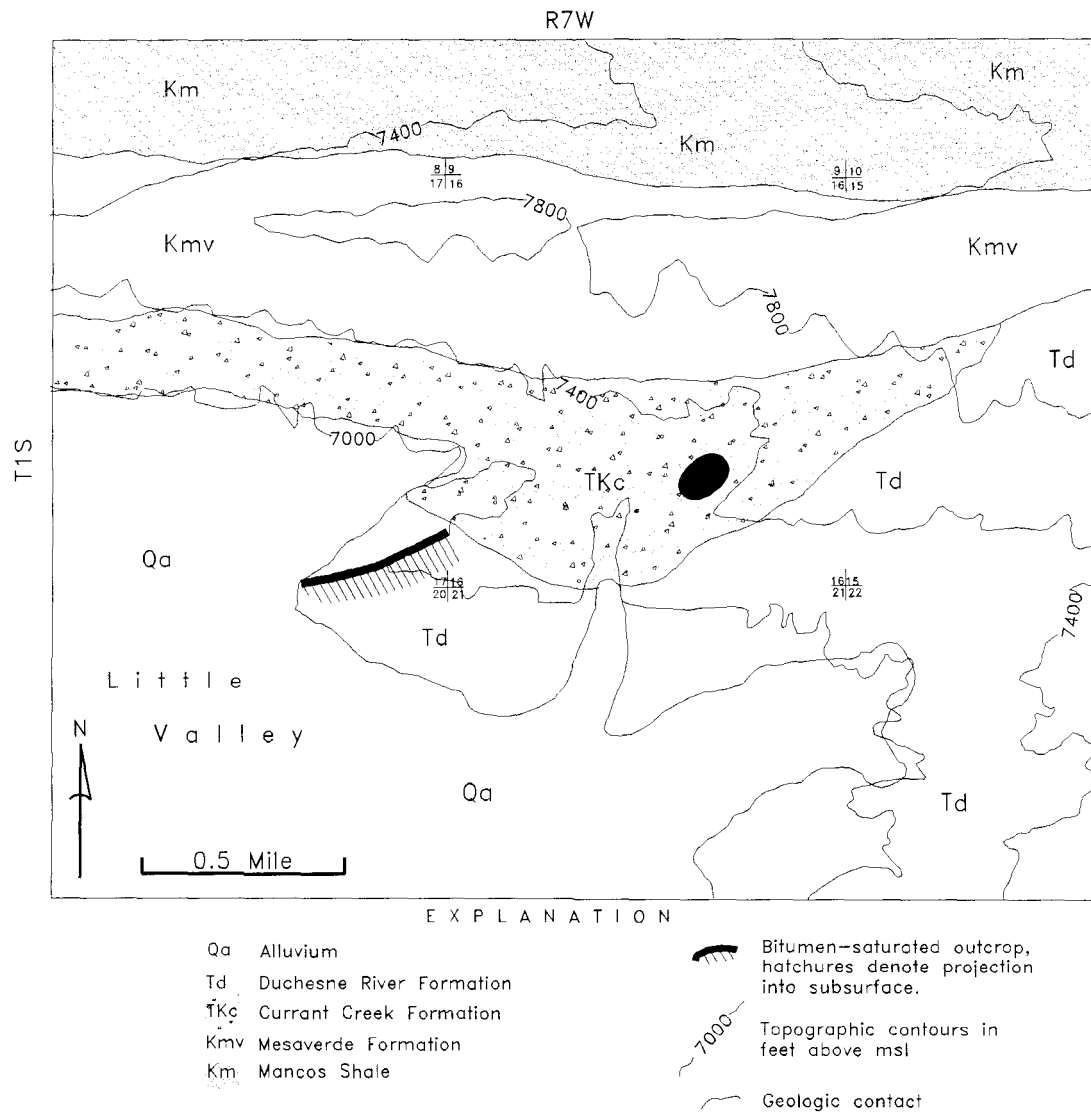 R7W
Km
Km
7400
Km
8 9
17 16
9 10
16 15
7800
Kmv
Kmv
7800
Td
7400
7000
T1S
TKc
Td
Qa
17 16
20 21
16 15
21 22
7400
Td
Little
Valley
N
Qa
Td
0.5 Mile
EXPLANATION
Qa Alluvium
Td Duchesne River Formation
TKc Currant Creek Formation
Kmv Mesaverde Formation
Km Mancos Shale
Bitumen-saturated outcrop,
hatchures denote projection
into subsurface.
7000
Topographic contours in
feet above msl
Geologic contact